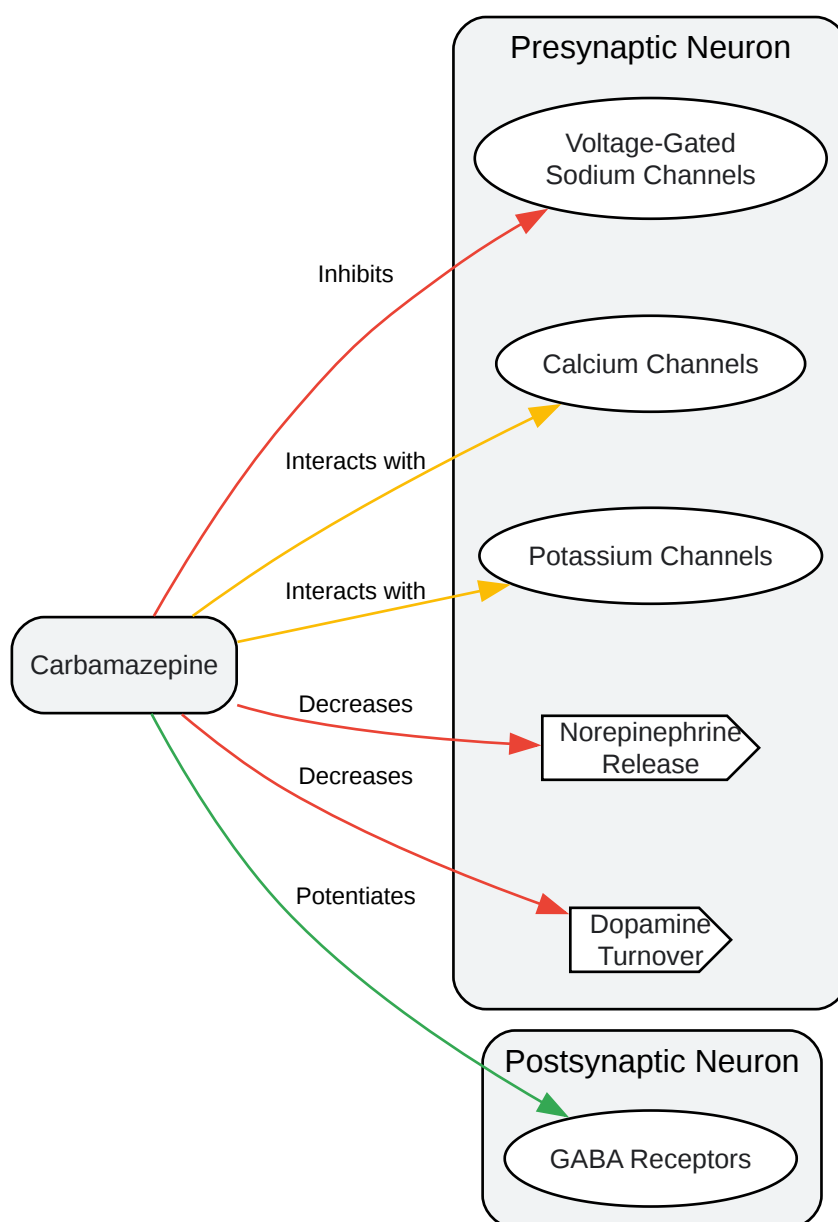 Presynaptic Neuron
Voltage-Gated
Sodium Channels
Inhibits
Calcium Channels
Interacts with
Potassium Channels
Interacts with
Carbamazepine
Decreases
Norepinephrine
Release
Decreases
Potentiates
Dopamine
Turnover
Postsynaptic Neuron
GABA Receptors